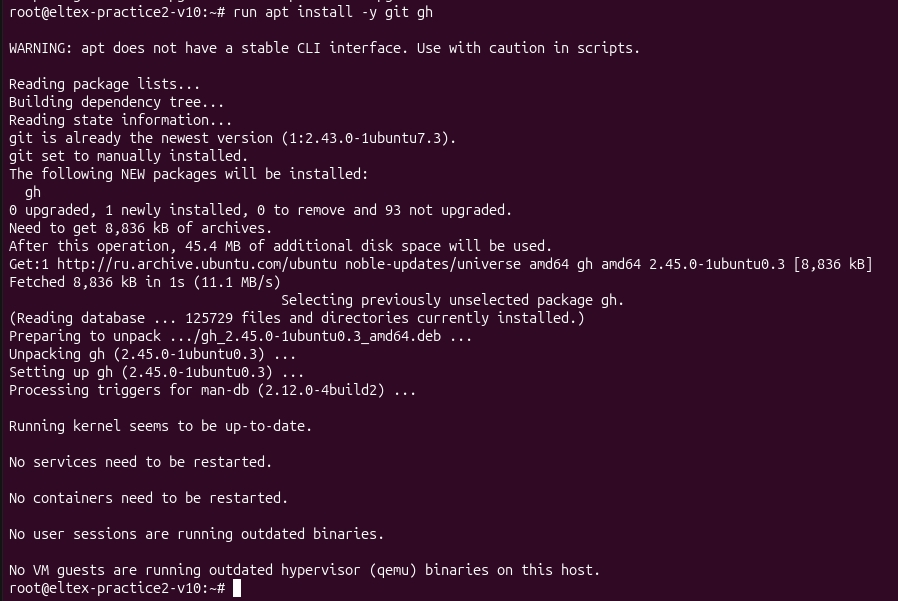 root@eltex-practice2-v10:~# run apt install -y git gh
WARNING: apt does not have a stable CLI interface. Use with caution in scripts.
Reading package lists...
Building dependency tree...
Reading state information...
git is already the newest version (1:2.43.0-1ubuntu7.3).
git set to manually installed.
The following NEW packages will be installed:
  gh
0 upgraded, 1 newly installed, 0 to remove and 93 not upgraded.
Need to get 8,836 kB of archives.
After this operation, 45.4 MB of additional disk space will be used.
Get:1 http://ru.archive.ubuntu.com/ubuntu noble-updates/universe amd64 gh amd64 2.45.0-1ubuntu0.3 [8,836 kB]
Fetched 8,836 kB in 1s (11.1 MB/s)
Selecting previously unselected package gh.
(Reading database ... 125729 files and directories currently installed.)
Preparing to unpack .../gh_2.45.0-1ubuntu0.3_amd64.deb ...
Unpacking gh (2.45.0-1ubuntu0.3) ...
Setting up gh (2.45.0-1ubuntu0.3) ...
Processing triggers for man-db (2.12.0-4build2) ...
Running kernel seems to be up-to-date.
No services need to be restarted.
No containers need to be restarted.
No user sessions are running outdated binaries.
No VM guests are running outdated hypervisor (qemu) binaries on this host.
root@eltex-practice2-v10:~#